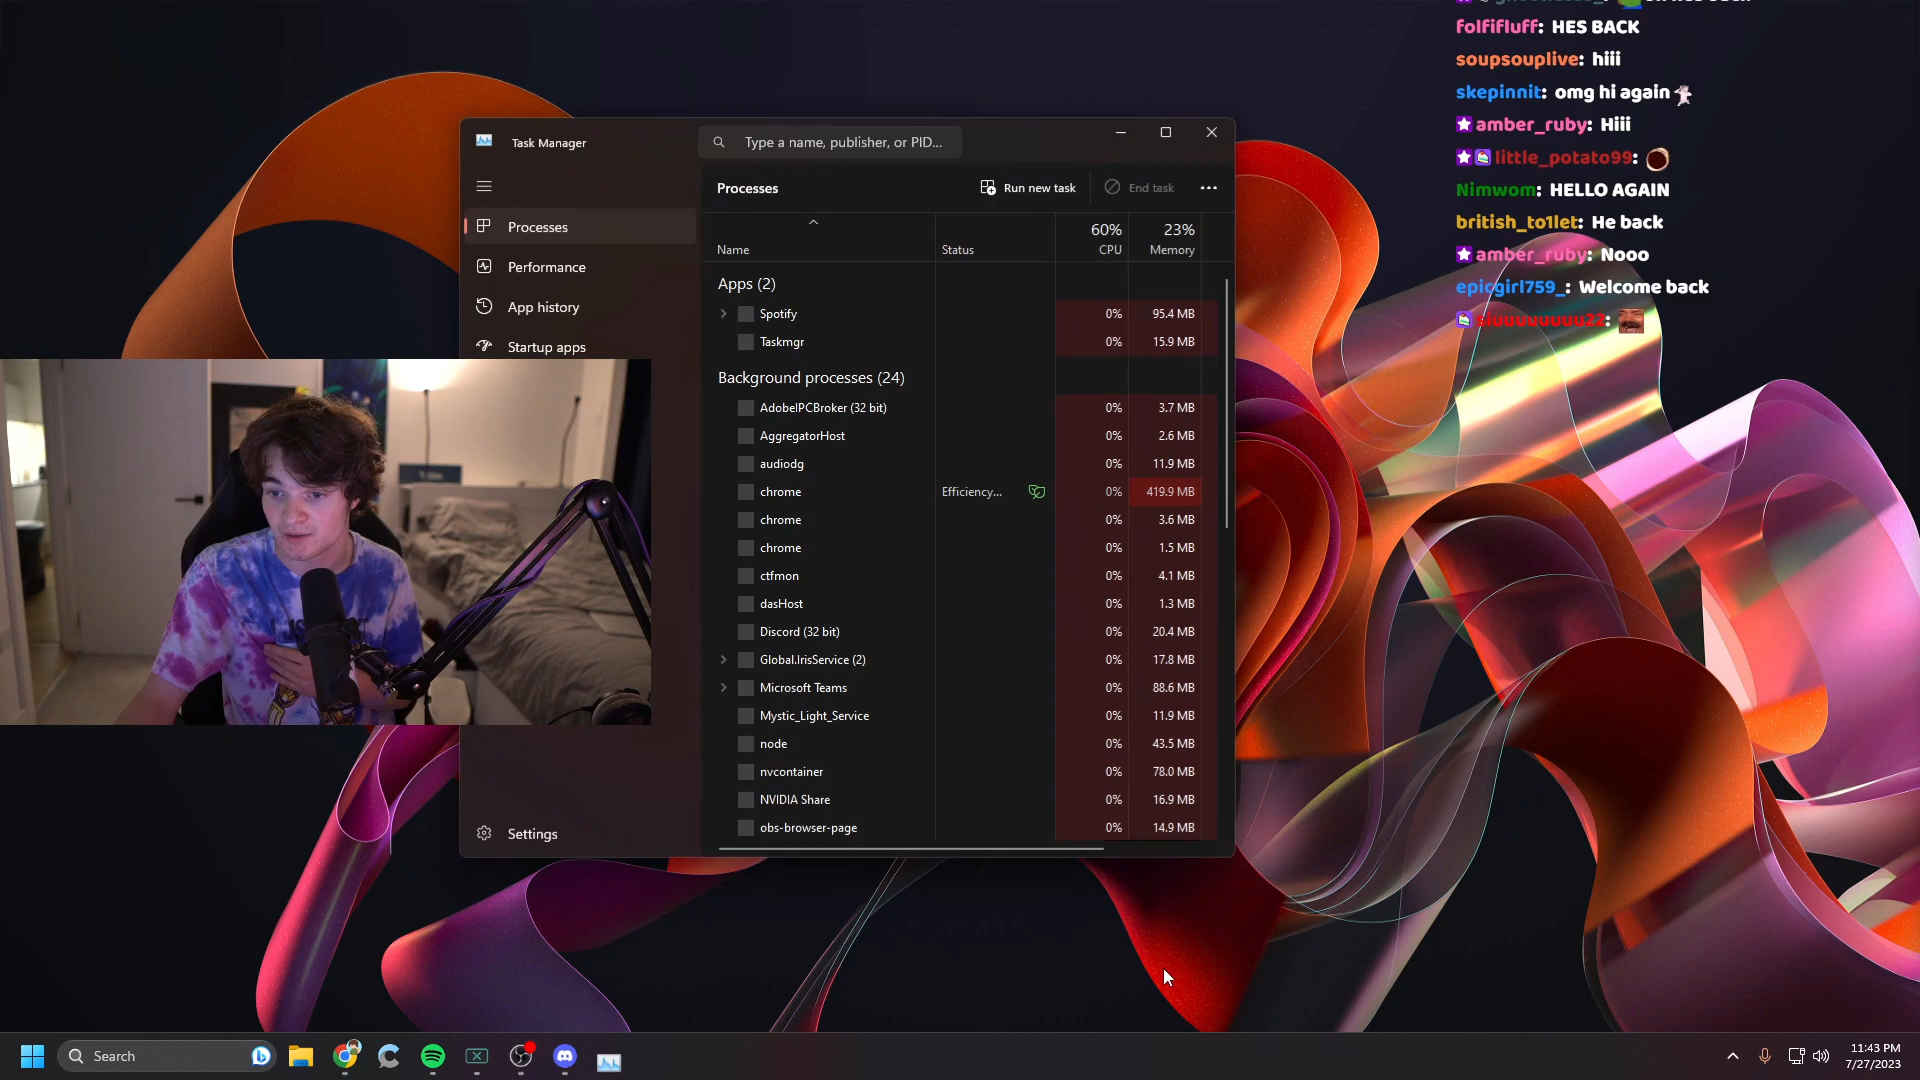 folfifluff: HES BACK
soupsouplive: hiii
skepinnit: omg hi again
amber_ruby: Hiii
little_potato99:
Nimwom: HELLO AGAIN
british_to1let: He back
amber_ruby: Nooo
epicgirl759_: Welcome back
Task Manager
Type a name, publisher, or PID...
Processes
Run new task
End task
Processes
Performance
App history
Startup apps
Settings
60% 23%
Name Status CPU Memory
Apps (2)
Spotify 0% 95.4 MB
Taskmgr 0% 15.9 MB
Background processes (24)
AdobeIPCBroker (32 bit) 0% 3.7 MB
AggregatorHost 0% 2.6 MB
audiodg 0% 11.9 MB
chrome Efficiency... 0% 419.9 MB
chrome 0% 3.6 MB
chrome 0% 1.5 MB
ctfmon 0% 4.1 MB
dasHost 0% 1.3 MB
Discord (32 bit) 0% 20.4 MB
Global.IrisService (2) 0% 17.8 MB
Microsoft Teams 0% 88.6 MB
Mystic_Light_Service 0% 11.9 MB
node 0% 43.5 MB
nvcontainer 0% 78.0 MB
NVIDIA Share 0% 16.9 MB
obs-browser-page 0% 14.9 MB
Search
11:43 PM
7/27/2023